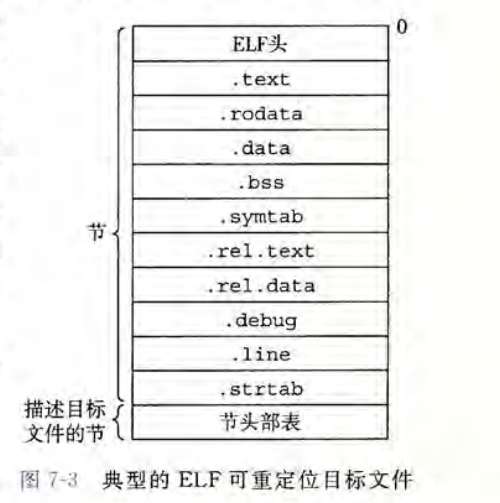 0
ELF头
.text
.rodata
.data
.bss
.symtab
节
.rel.text
.rel.data
.debug
.line
.strtab
描述目标
文件的节
节头部表
图 7-3 典型的 ELF 可重定位目标文件